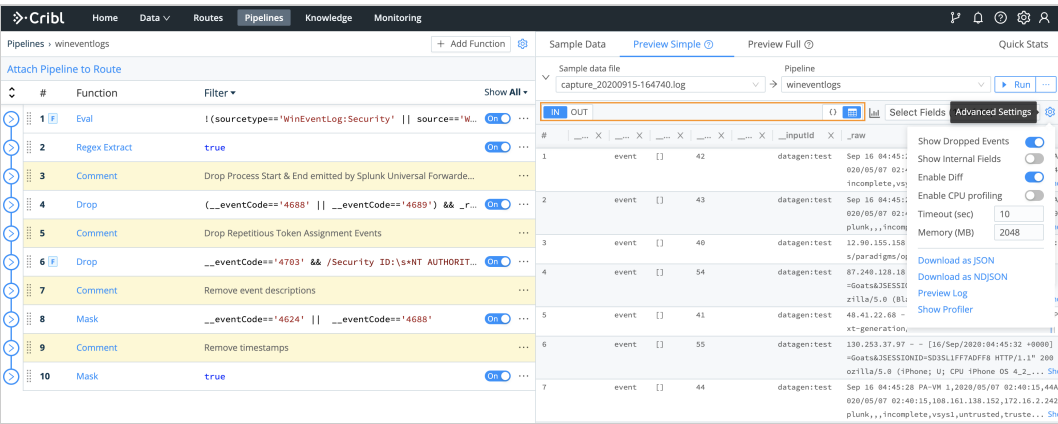 Cribl Home Data Routes Pipelines Knowledge Monitoring
Pipelines › wineventlogs + Add Function
Attach Pipeline to Route
# Function Filter Show All
1 F Eval !(sourcetype=='WinEventLog:Security' || source=='W... On ...
2 Regex Extract true On ...
3 Comment Drop Process Start & End emitted by Splunk Universal Forwarde... ...
4 Drop (__eventCode=='4688' || __eventCode=='4689') && _r... On ...
5 Comment Drop Repetitious Token Assignment Events ...
6 F Drop __eventCode=='4703' && /Security ID:\s*NT AUTHORIT... On ...
7 Comment Remove event descriptions ...
8 Mask __eventCode=='4624' || __eventCode=='4688' On ...
9 Comment Remove timestamps ...
10 Mask true On ...
Sample Data Preview Simple Preview Full Quick Stats
Sample data file Pipeline
capture_20200915-164740.log → wineventlogs Run ...
IN OUT {} Select Fields Advanced Settings
# __... X __... X __... X __... X __... X __inputId X _raw
1 event [] 42 datagen:test Sep 16 04:45:2
020/05/07 02:4
incomplete,vsy
2 event [] 43 datagen:test Sep 16 04:45:2
020/05/07 02:4
plunk,,,incomp
3 event [] 40 datagen:test 12.90.155.158
s/paradigms/op
4 event [] 54 datagen:test 87.240.128.18
=Goats&JSESSIO
zilla/5.0 (Bla
5 event [] 41 datagen:test 48.41.22.68 -
xt-generation,
6 event [] 55 datagen:test 130.253.37.97 - - [16/Sep/2020:04:45:32 +0000]
=Goats&JSESSIONID=SD3SL1FF7ADFF8 HTTP/1.1" 200
ozilla/5.0 (iPhone; U; CPU iPhone OS 4_2_... Sh
7 event [] 44 datagen:test Sep 16 04:45:28 PA-VM 1,2020/05/07 02:40:15,44A
020/05/07 02:40:15,108.161.138.152,172.16.2.242
plunk,,,incomplete,vsys1,untrusted,truste... Sh
Show Dropped Events
Show Internal Fields
Enable Diff
Enable CPU profiling
Timeout (sec) 10
Memory (MB) 2048
Download as JSON
Download as NDJSON
Preview Log
Show Profiler